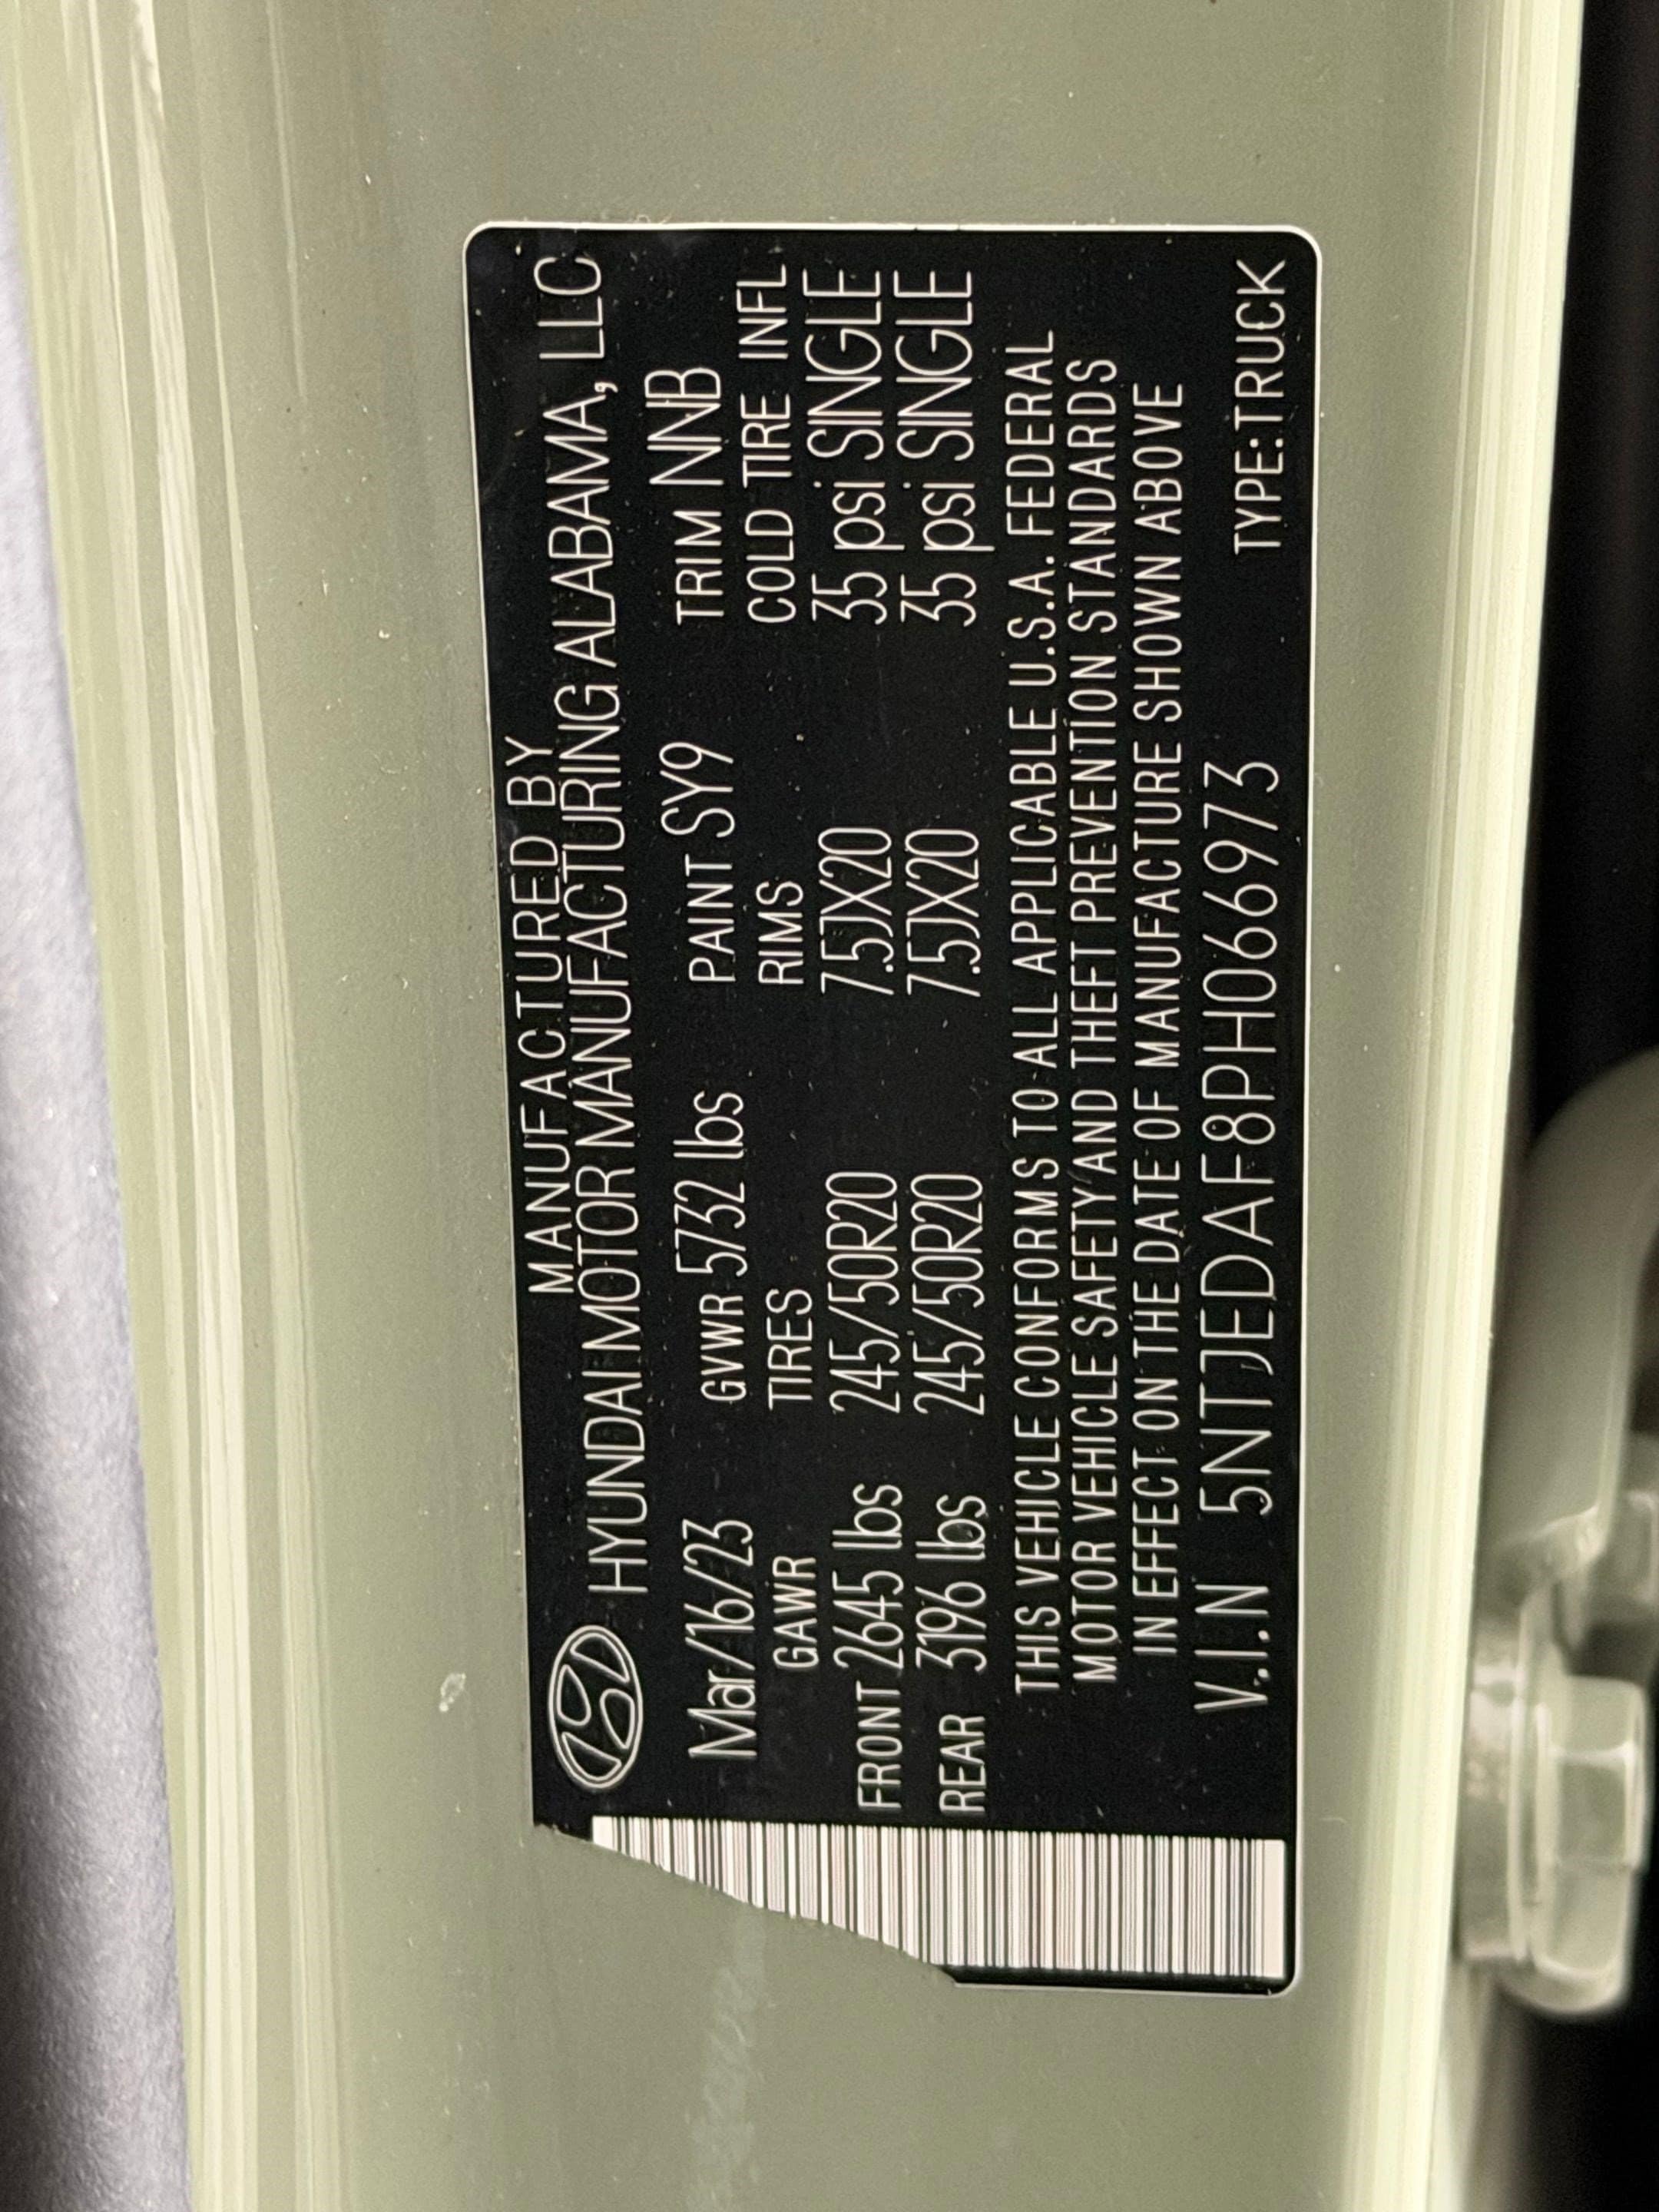 MANUFACTURED BY
HYUNDAI MOTOR MANUFACTURING ALABAMA, LLC
Mar/16/23 GVWR 5732 lbs PAINT SY9 TRIM NNB
GAWR TIRES RIMS COLD TIRE INFL
FRONT 2645 lbs 245/50R20 7.5JX20 35 psi SINGLE
REAR 3196 lbs 245/50R20 7.5JX20 35 psi SINGLE
THIS VEHICLE CONFORMS TO ALL APPLICABLE U.S.A. FEDERAL
MOTOR VEHICLE SAFETY AND THEFT PREVENTION STANDARDS
IN EFFECT ON THE DATE OF MANUFACTURE SHOWN ABOVE
V.I.N 5NTJEDAF8PH066973 TYPE:TRUCK